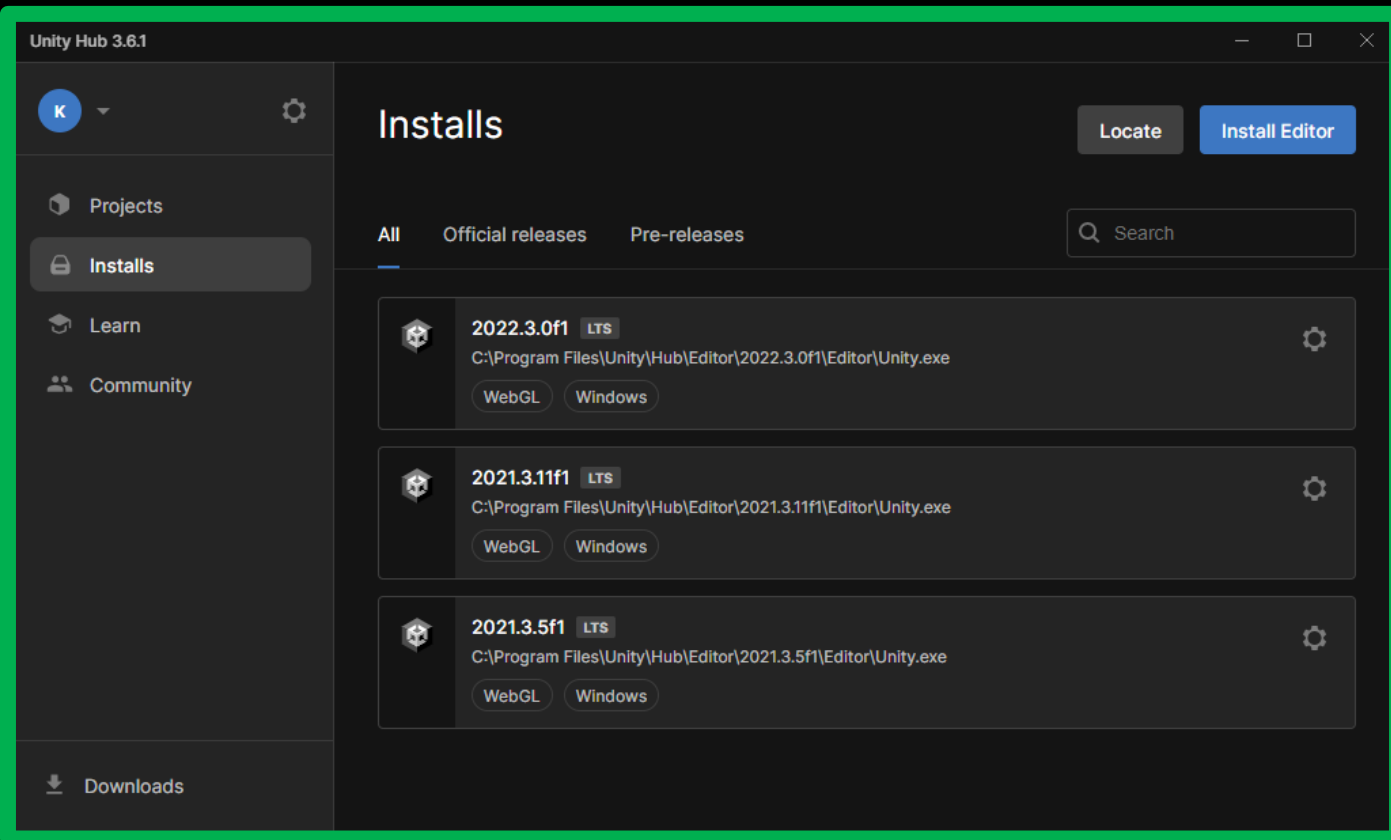 Unity Hub 3.6.1
K
Projects
Installs
Learn
Community
Downloads
Installs
Locate
Install Editor
All
Official releases
Pre-releases
Search
2022.3.0f1 LTS
C:\Program Files\Unity\Hub\Editor\2022.3.0f1\Editor\Unity.exe
WebGL Windows
2021.3.11f1 LTS
C:\Program Files\Unity\Hub\Editor\2021.3.11f1\Editor\Unity.exe
WebGL Windows
2021.3.5f1 LTS
C:\Program Files\Unity\Hub\Editor\2021.3.5f1\Editor\Unity.exe
WebGL Windows